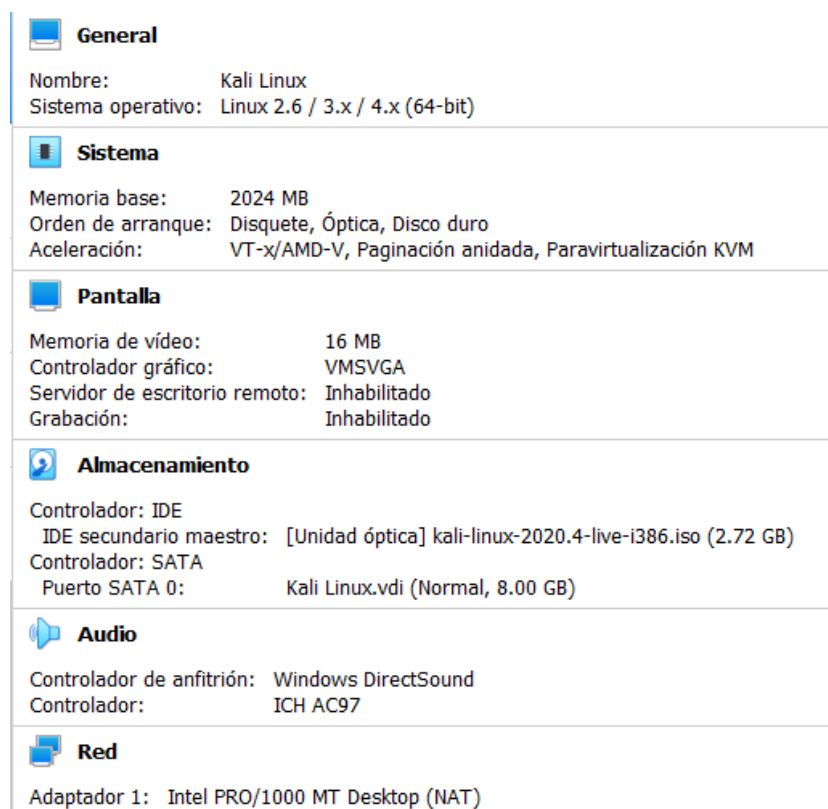 General
Nombre: Kali Linux
Sistema operativo: Linux 2.6 / 3.x / 4.x (64-bit)
Sistema
Memoria base: 2024 MB
Orden de arranque: Disquete, Óptica, Disco duro
Aceleración: VT-x/AMD-V, Paginación anidada, Paravirtualización KVM
Pantalla
Memoria de vídeo: 16 MB
Controlador gráfico: VMSVGA
Servidor de escritorio remoto: Inhabilitado
Grabación: Inhabilitado
Almacenamiento
Controlador: IDE
IDE secundario maestro: [Unidad óptica] kali-linux-2020.4-live-i386.iso (2.72 GB)
Controlador: SATA
Puerto SATA 0: Kali Linux.vdi (Normal, 8.00 GB)
Audio
Controlador de anfitrión: Windows DirectSound
Controlador: ICH AC97
Red
Adaptador 1: Intel PRO/1000 MT Desktop (NAT)